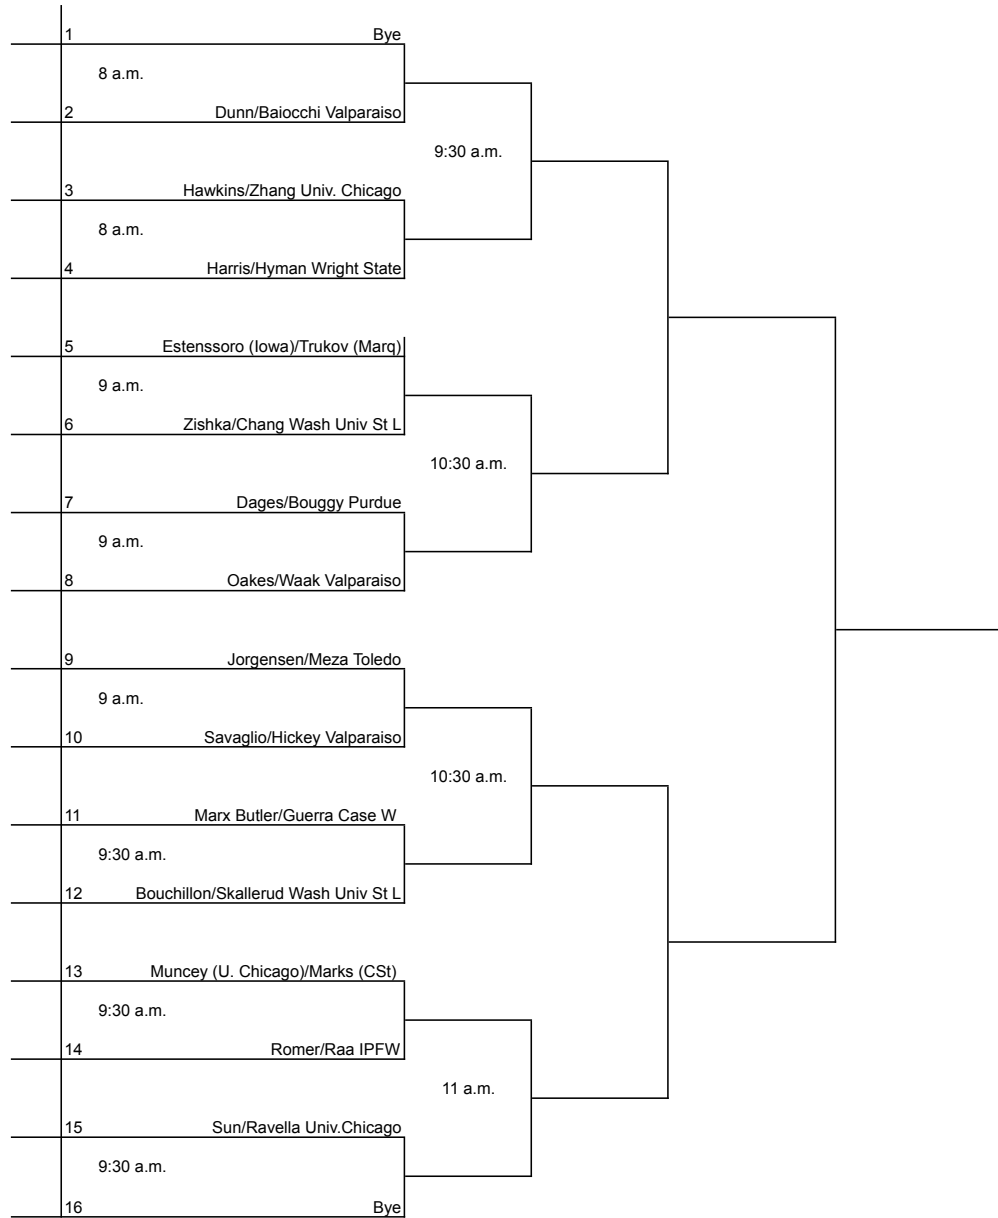 1 Bye
8 a.m.
2 Dunn/Baiocchi Valparaiso
9:30 a.m.
3 Hawkins/Zhang Univ. Chicago
8 a.m.
4 Harris/Hyman Wright State
5 Estenssoro (Iowa)/Trukov (Marq)
9 a.m.
6 Zishka/Chang Wash Univ St L
10:30 a.m.
7 Dages/Bouggy Purdue
9 a.m.
8 Oakes/Waak Valparaiso
9 Jorgensen/Meza Toledo
9 a.m.
10 Savaglio/Hickey Valparaiso
10:30 a.m.
11 Marx Butler/Guerra Case W
9:30 a.m.
12 Bouchillon/Skallerud Wash Univ St L
13 Muncey (U. Chicago)/Marks (CSt)
9:30 a.m.
14 Romer/Raa IPFW
11 a.m.
15 Sun/Ravella Univ.Chicago
9:30 a.m.
16 Bye